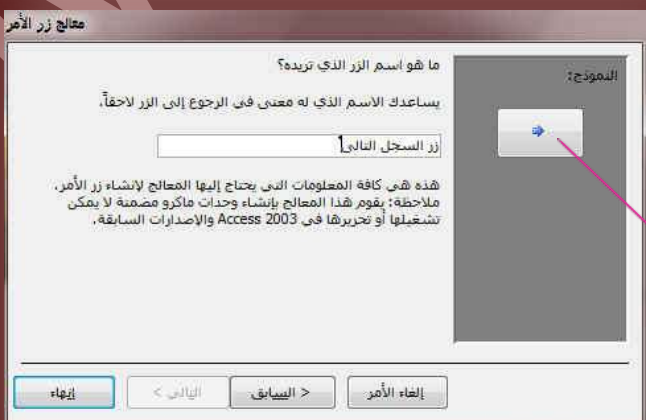 معالج زر الأمر
النموذج:
ما هو اسم الزر الذي تريده؟
يساعدك الاسم الذي له معنى في الرجوع إلى الزر لاحقاً.
زر السجل التالي
هذه هي كافة المعلومات التي يحتاج إليها المعالج لإنشاء زر الأمر.
ملاحظة: يقوم هذا المعالج بإنشاء وحدات ماكرو مضمنة لا يمكن
تشغيلها أو تحريرها في Access 2003 والإصدارات السابقة.
إلغاء الأمر
< السابق
التالي >
إنهاء